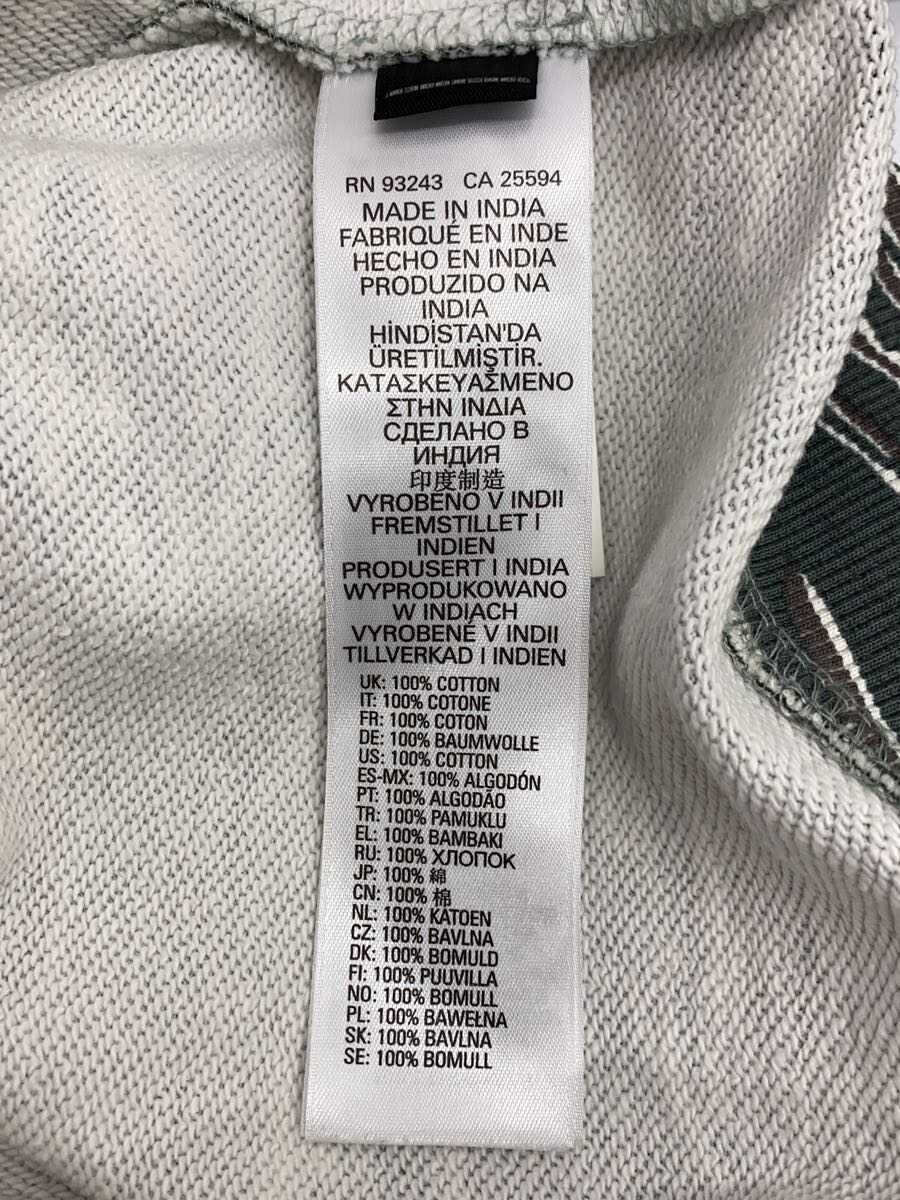 RN 93243 CA 25594
MADE IN INDIA
FABRIQUÉ EN INDE
HECHO EN INDIA
PRODUZIDO NA
INDIA
HİNDİSTAN'DA
ÜRETİLMİŞTİR.
ΚΑΤΑΣΚΕΥΑΣΜΕΝΟ
ΣΤΗΝ ΙΝΔΙΑ
СДЕЛАНО В
ИНДИЯ
印度制造
VYROBENO V INDII
FREMSTILLET I
INDIEN
PRODUSERT I INDIA
WYPRODUKOWANO
W INDIACH
VYROBENÉ V INDII
TILLVERKAD I INDIEN
UK: 100% COTTON
IT: 100% COTONE
FR: 100% COTON
DE: 100% BAUMWOLLE
US: 100% COTTON
ES-MX: 100% ALGODÓN
PT: 100% ALGODÃO
TR: 100% PAMUKLU
EL: 100% BAMBAKI
RU: 100% ХЛОПОК
JP: 100% 綿
CN: 100% 棉
NL: 100% KATOEN
CZ: 100% BAVLNA
DK: 100% BOMULD
FI: 100% PUUVILLA
NO: 100% BOMULL
PL: 100% BAWEŁNA
SK: 100% BAVLNA
SE: 100% BOMULL